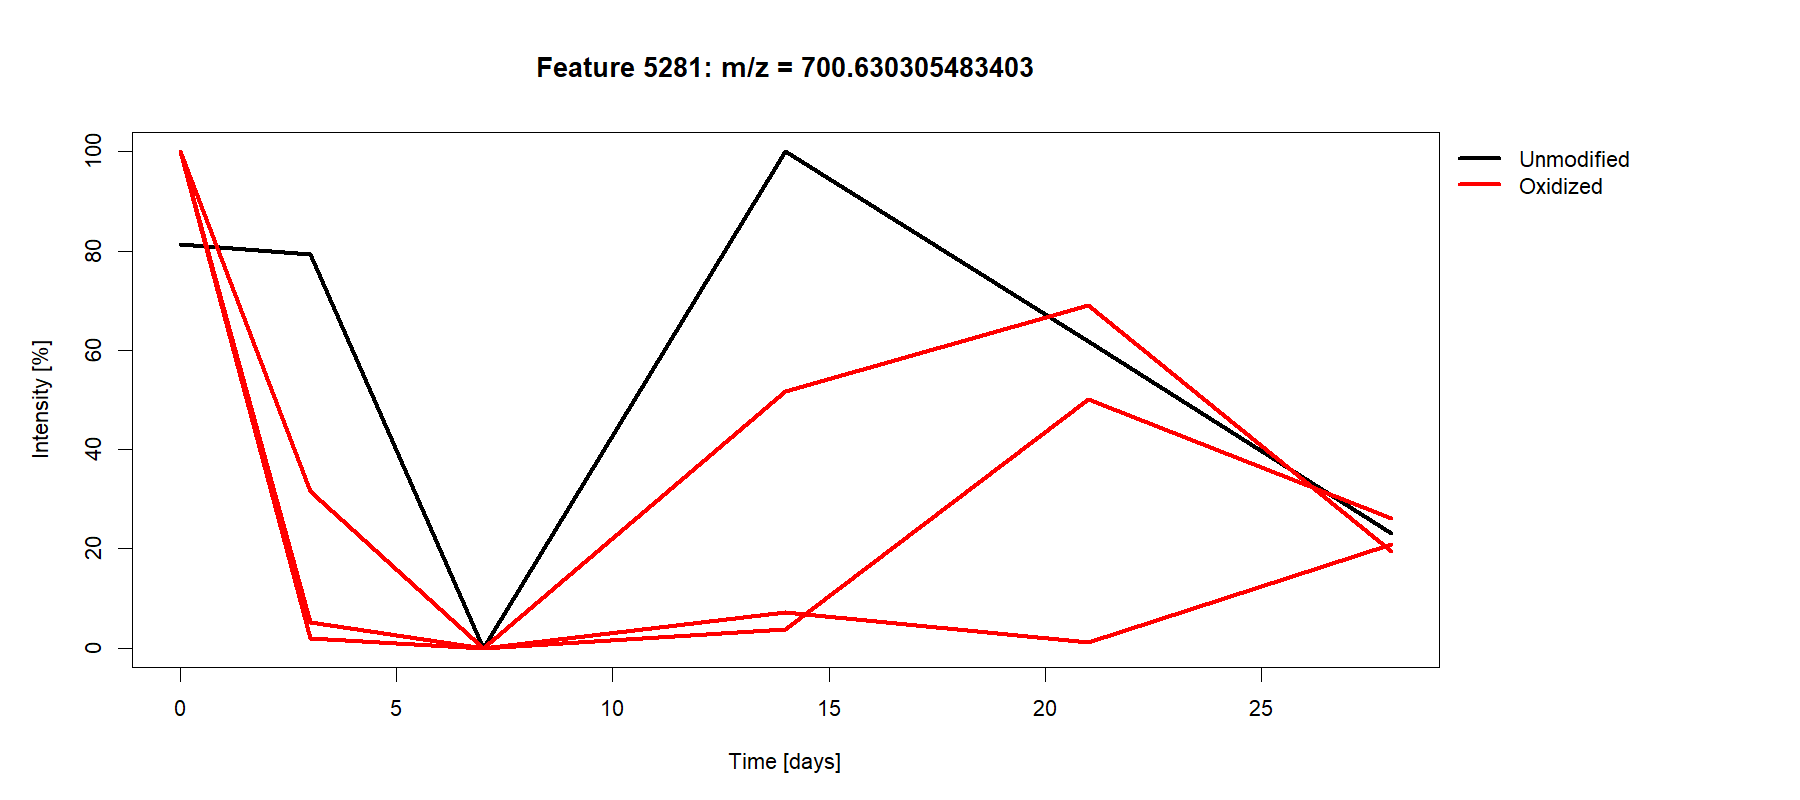 Feature 5281: m/z = 700.630305483403
Unmodified
Oxidized
Intensity [%]
100
80
60
40
20
0
0 5 10 15 20 25
Time [days]